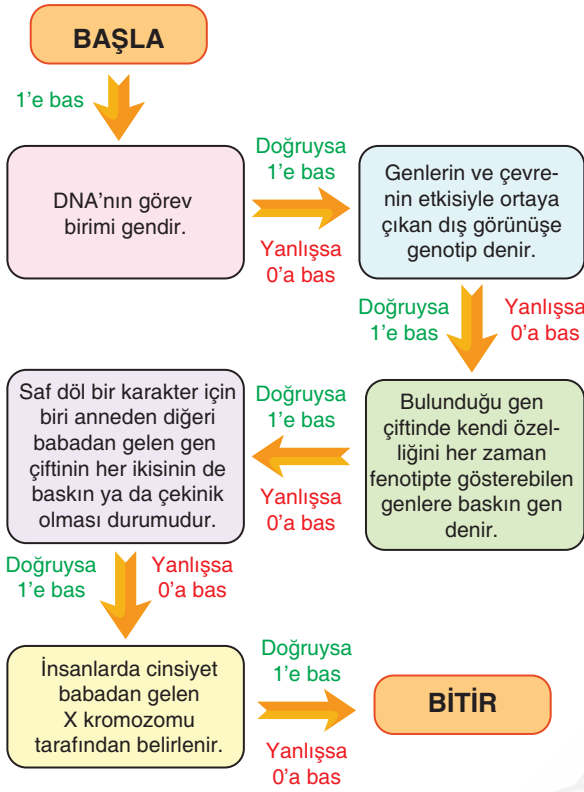 BAŞLA
1’e bas
DNA’nın görev
birimi gendir.
Doğruysa
1’e bas
Yanlışsa
0’a bas
Genlerin ve çevre-
nin etkisiyle ortaya
çıkan dış görünüşe
genotip denir.
Doğruysa
1’e bas
Yanlışsa
0’a bas
Bulunduğu gen
çiftinde kendi özel-
liğini her zaman
fenotipte gösterebilen
genlere baskın gen
denir.
Doğruysa
1’e bas
Yanlışsa
0’a bas
Saf döl bir karakter için
biri anneden diğeri
babadan gelen gen
çiftinin her ikisinin de
baskın ya da çekinik
olması durumudur.
Doğruysa
1’e bas
Yanlışsa
0’a bas
İnsanlarda cinsiyet
babadan gelen
X kromozomu
tarafından belirlenir.
Doğruysa
1’e bas
Yanlışsa
0’a bas
BİTİR